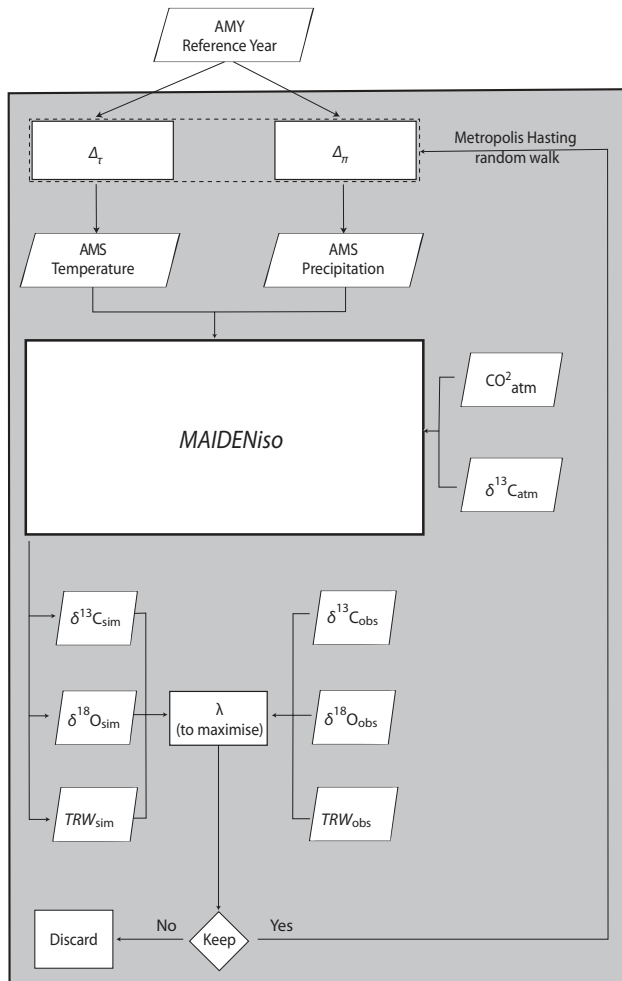 AMY
Reference Year
Δτ
Δπ
Metropolis Hasting
random walk
AMS
Temperature
AMS
Precipitation
MAIDENiso
CO²atm
δ¹³Catm
δ¹³Csim
δ¹³Cobs
δ¹⁸Osim
λ
(to maximise)
δ¹⁸Oobs
TRWsim
TRWobs
Discard
No
Keep
Yes